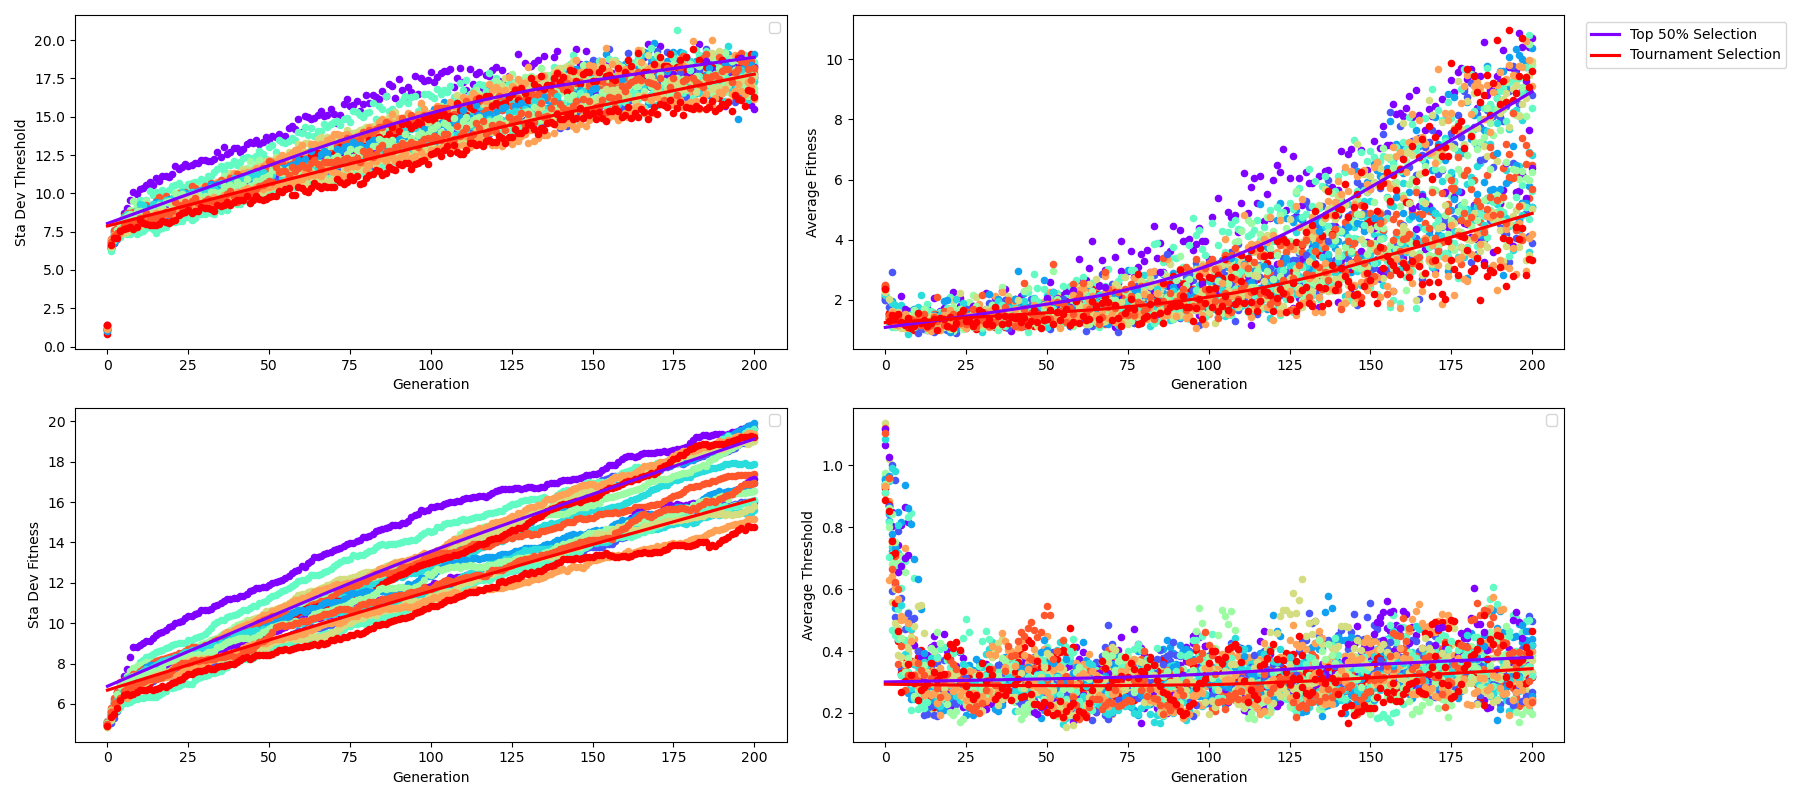 20.0
17.5
15.0
12.5
10.0
7.5
5.0
2.5
0.0
Sta Dev Threshold
0 25 50 75 100 125 150 175 200
Generation
10
8
6
4
2
Average Fitness
0 25 50 75 100 125 150 175 200
Generation
Top 50% Selection
Tournament Selection
20
18
16
14
12
10
8
6
Sta Dev Fitness
0 25 50 75 100 125 150 175 200
Generation
1.0
0.8
0.6
0.4
0.2
Average Threshold
0 25 50 75 100 125 150 175 200
Generation